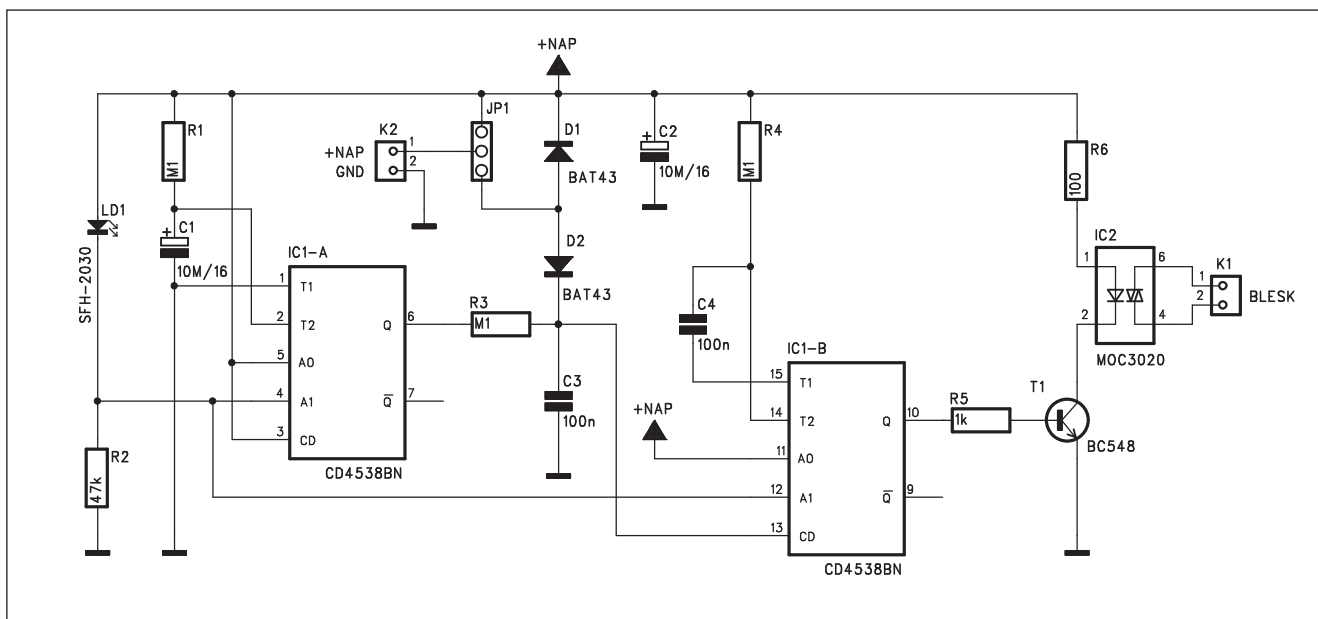 +NAP
R1
M1
K2
1
2
+NAP
GND
JP1
D1
BAT43
C2
+
10M/16
R4
M1
R6
100
LD1
SFH-2030
C1
+
10M/16
IC1-A
1
T1
2
T2
5
A0
4
A1
3
CD
Q
6
Q
7
CD4538BN
R3
M1
D2
BAT43
C3
100n
C4
100n
+NAP
IC1-B
15
T1
14
T2
11
A0
12
A1
13
CD
Q
10
Q
9
CD4538BN
R5
1k
T1
BC548
IC2
1
2
6
4
MOC3020
K1
1
2
BLESK
R2
47k